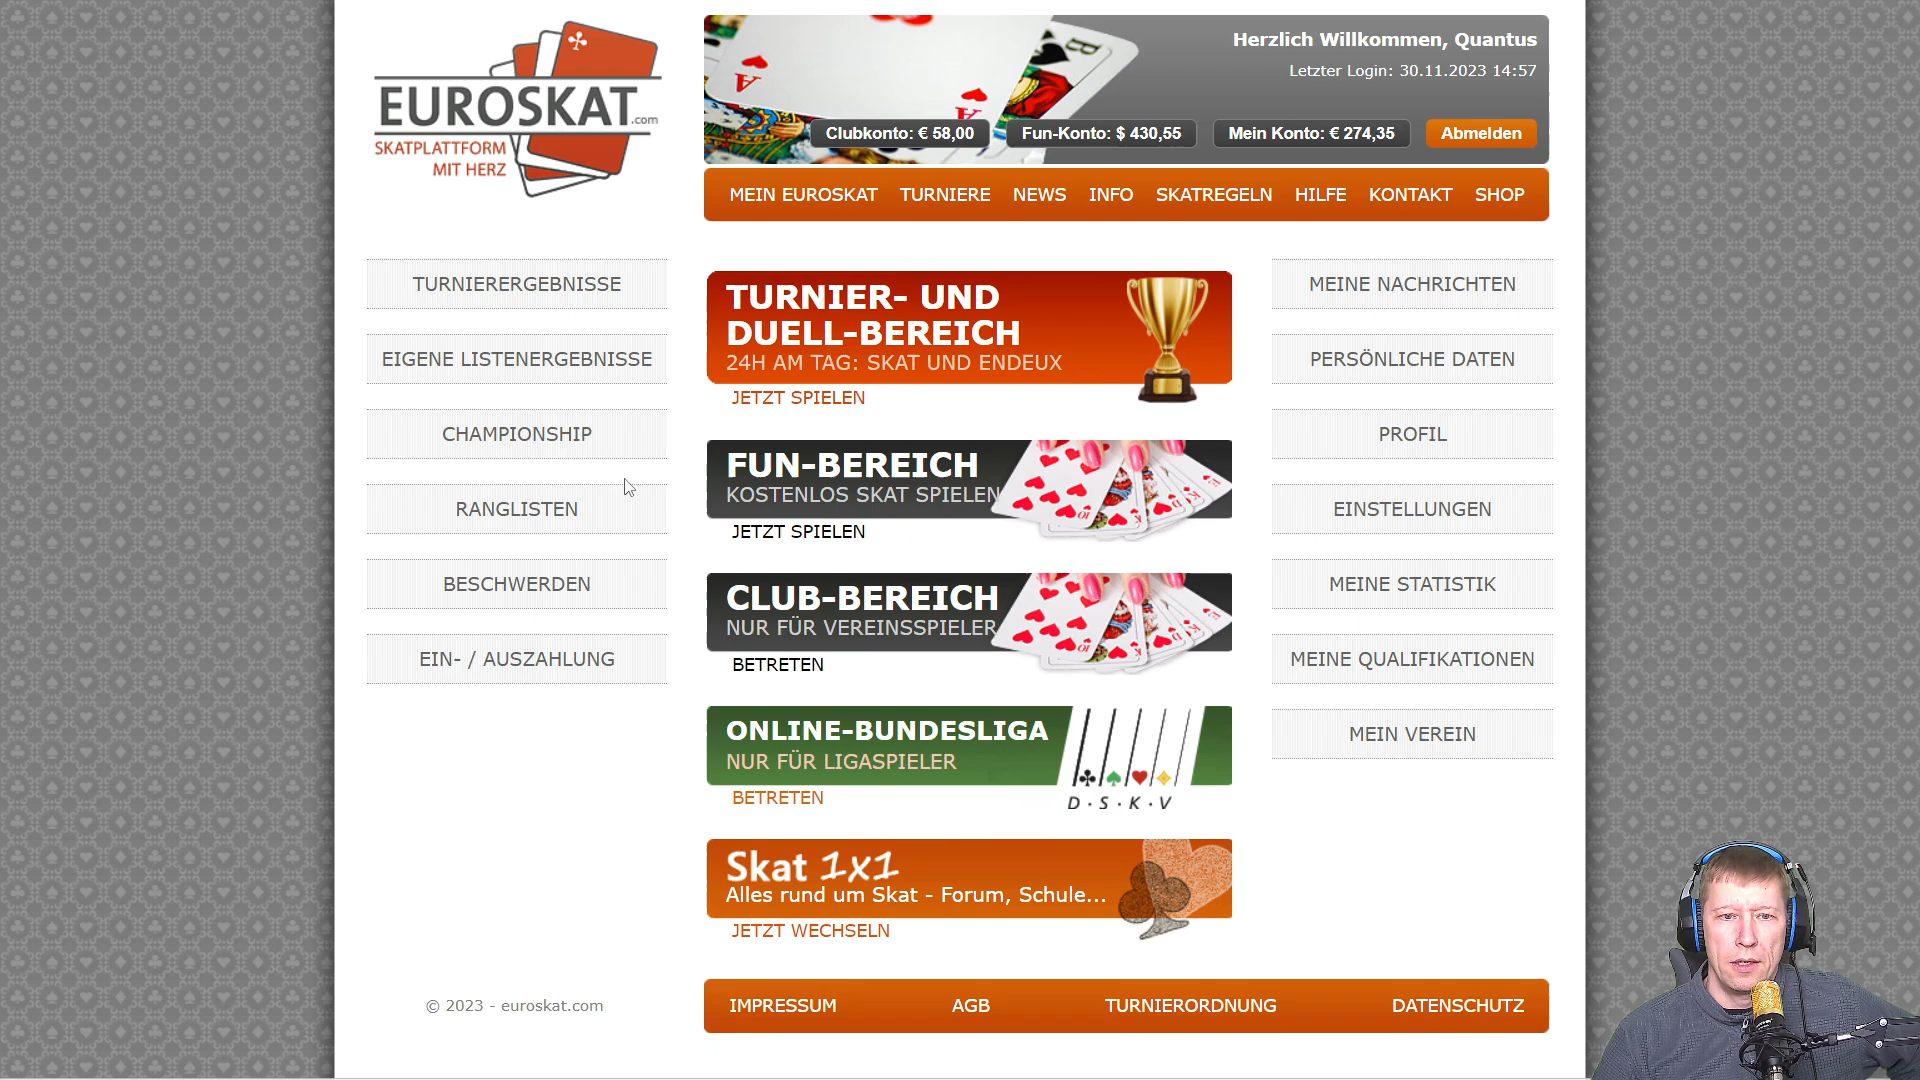 EUROSKAT.com
SKATPLATTFORM
MIT HERZ
Herzlich Willkommen, Quantus
Letzter Login: 30.11.2023 14:57
Clubkonto: € 58,00
Fun-Konto: $ 430,55
Mein Konto: € 274,35
Abmelden
MEIN EUROSKAT
TURNIERE
NEWS
INFO
SKATREGELN
HILFE
KONTAKT
SHOP
TURNIERERGEBNISSE
EIGENE LISTENERGEBNISSE
CHAMPIONSHIP
RANGLISTEN
BESCHWERDEN
EIN- / AUSZAHLUNG
TURNIER- UND
DUELL-BEREICH
24H AM TAG: SKAT UND ENDEUX
JETZT SPIELEN
FUN-BEREICH
KOSTENLOS SKAT SPIELEN
JETZT SPIELEN
CLUB-BEREICH
NUR FÜR VEREINSSPIELER
BETRETEN
ONLINE-BUNDESLIGA
NUR FÜR LIGASPIELER
BETRETEN
D·S·K·V
Skat 1x1
Alles rund um Skat - Forum, Schule...
JETZT WECHSELN
MEINE NACHRICHTEN
PERSÖNLICHE DATEN
PROFIL
EINSTELLUNGEN
MEINE STATISTIK
MEINE QUALIFIKATIONEN
MEIN VEREIN
© 2023 - euroskat.com
IMPRESSUM
AGB
TURNIERORDNUNG
DATENSCHUTZ